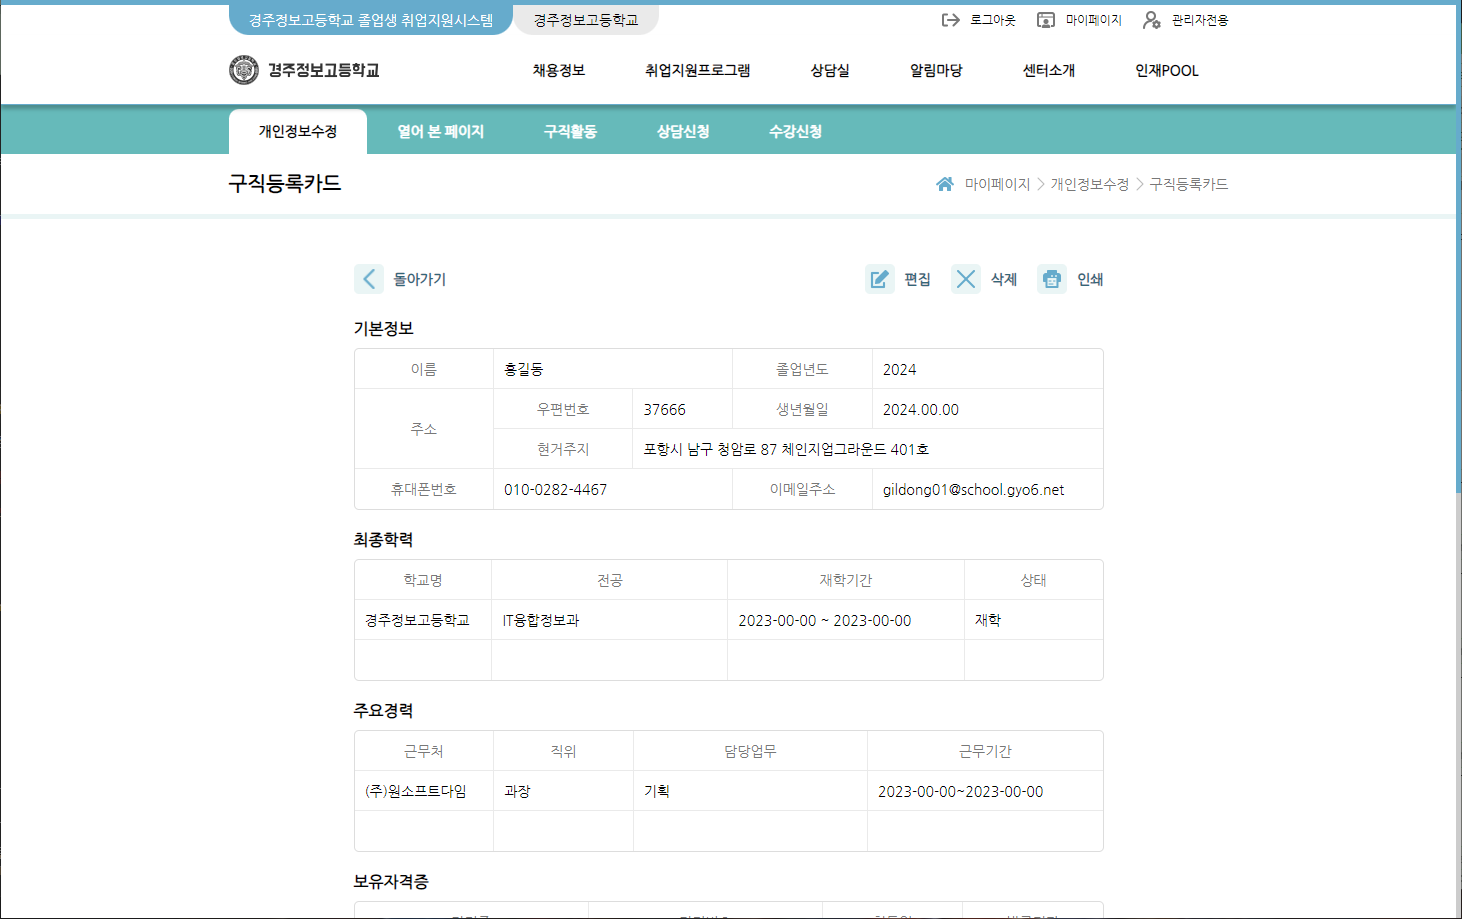 경주정보고등학교 졸업생 취업지원시스템 경주정보고등학교 로그아웃 마이페이지 관리자전용
경주정보고등학교 채용정보 취업지원프로그램 상담실 알림마당 센터소개 인재POOL
개인정보수정 열어 본 페이지 구직활동 상담신청 수강신청
구직등록카드 마이페이지 > 개인정보수정 > 구직등록카드
돌아가기 편집 삭제 인쇄
기본정보
이름 홍길동 졸업년도 2024
주소 우편번호 37666 생년월일 2024.00.00
현거주지 포항시 남구 청암로 87 체인지업그라운드 401호
휴대폰번호 010-0282-4467 이메일주소 gildong01@school.gyo6.net
최종학력
학교명 전공 재학기간 상태
경주정보고등학교 IT융합정보과 2023-00-00 ~ 2023-00-00 재학
주요경력
근무처 직위 담당업무 근무기간
(주)원소프트다임 과장 기획 2023-00-00~2023-00-00
보유자격증